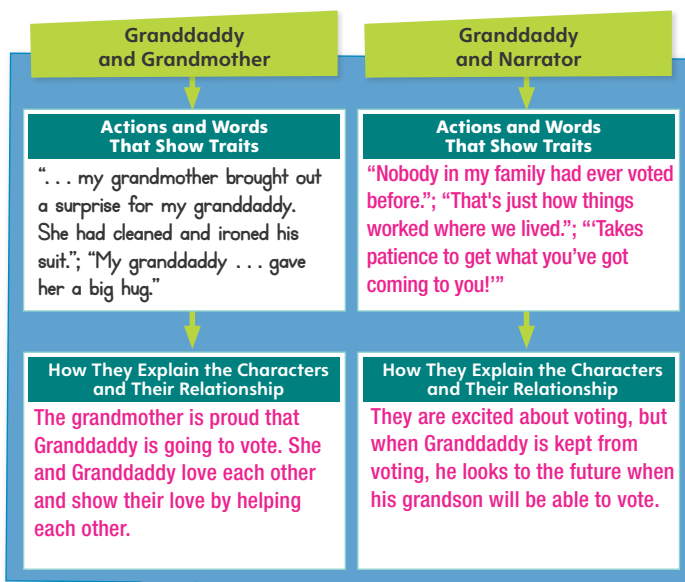 Granddaddy
and Grandmother
Actions and Words
That Show Traits
“. . . my grandmother brought out
a surprise for my granddaddy.
She had cleaned and ironed his
suit.”; “My granddaddy . . . gave
her a big hug.”
How They Explain the Characters
and Their Relationship
The grandmother is proud that
Granddaddy is going to vote. She
and Granddaddy love each other
and show their love by helping
each other.
Granddaddy
and Narrator
Actions and Words
That Show Traits
“Nobody in my family had ever voted
before.”; “That's just how things
worked where we lived.”; “‘Takes
patience to get what you’ve got
coming to you!’”
How They Explain the Characters
and Their Relationship
They are excited about voting, but
when Granddaddy is kept from
voting, he looks to the future when
his grandson will be able to vote.